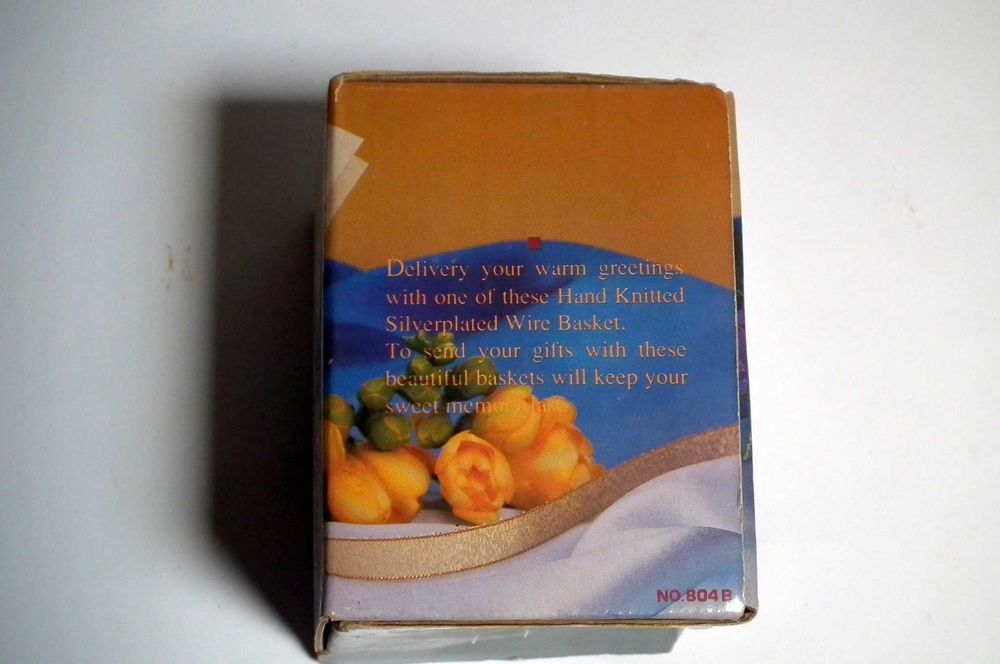 Delivery your warm greetings
with one of these Hand Knitted
Silverplated Wire Basket.
To send your gifts with these
beautiful baskets will keep your
sweet memory
NO.804B